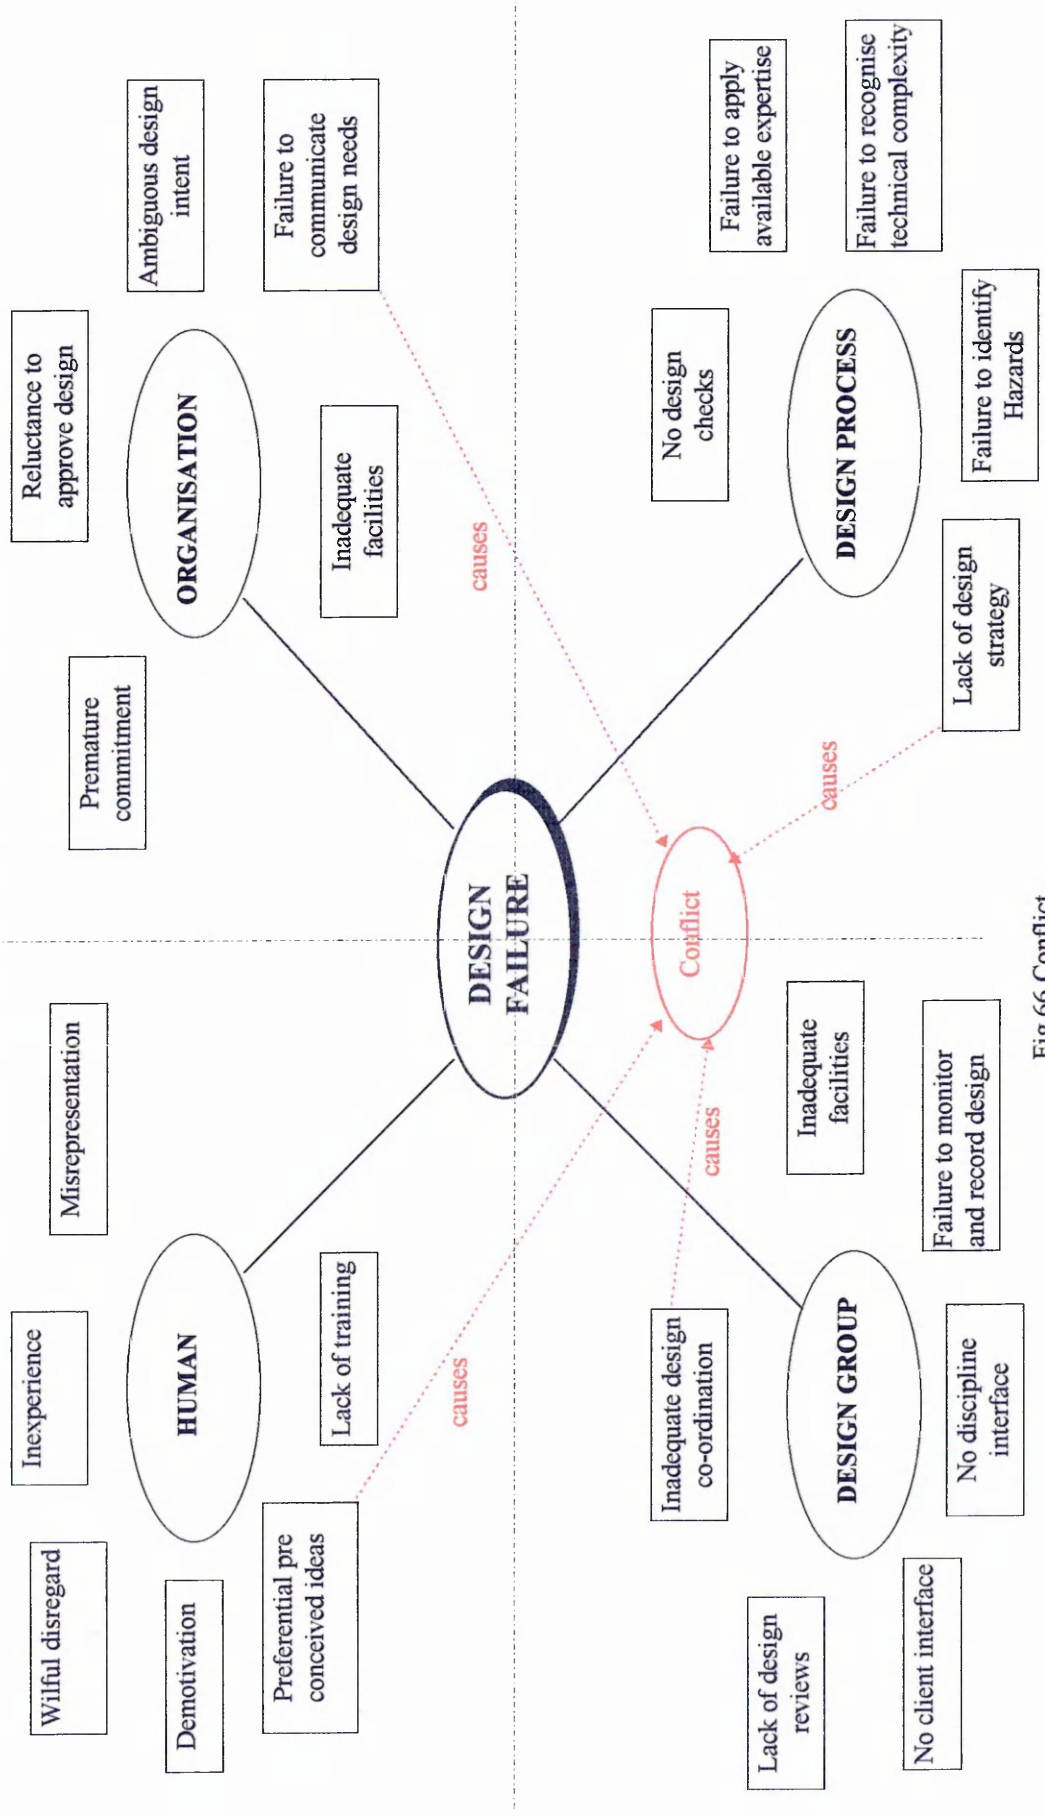 Wilful disregard
Inexperience
Misrepresentation
Demotivation
HUMAN
Preferential pre
conceived ideas
Lack of training
causes
Premature
commitment
Reluctance to
approve design
ORGANISATION
Ambiguous design
intent
Failure to
communicate
design needs
Inadequate
facilities
causes
DESIGN
FAILURE
Conflict
Inadequate design
co-ordination
causes
Lack of design
reviews
DESIGN GROUP
Inadequate
facilities
No client interface
No discipline
interface
Failure to monitor
and record design
causes
No design
checks
Failure to apply
available expertise
DESIGN PROCESS
Failure to recognise
technical complexity
Lack of design
strategy
Failure to identify
Hazards
Fig 66 Conflict